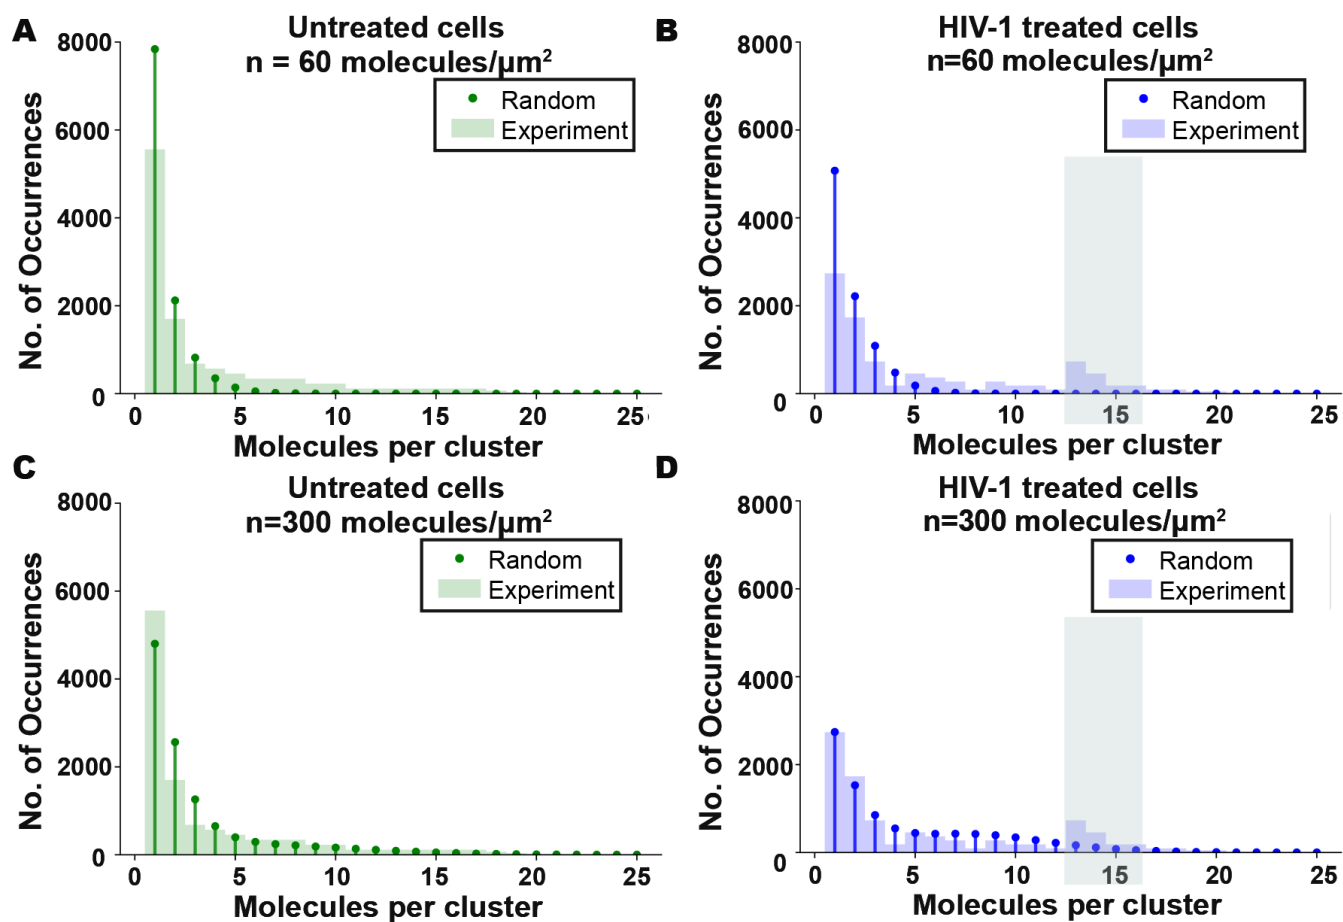 A
Untreated cells
n = 60 molecules/µm²
Random
Experiment
No. of Occurrences
8000
6000
4000
2000
0
0 5 10 15 20 25
Molecules per cluster
B
HIV-1 treated cells
n=60 molecules/µm²
Random
Experiment
No. of Occurrences
8000
6000
4000
2000
0
0 5 10 15 20 25
Molecules per cluster
C
Untreated cells
n=300 molecules/µm²
Random
Experiment
No. of Occurrences
8000
6000
4000
2000
0
0 5 10 15 20 25
Molecules per cluster
D
HIV-1 treated cells
n=300 molecules/µm²
Random
Experiment
No. of Occurrences
8000
6000
4000
2000
0
0 5 10 15 20 25
Molecules per cluster